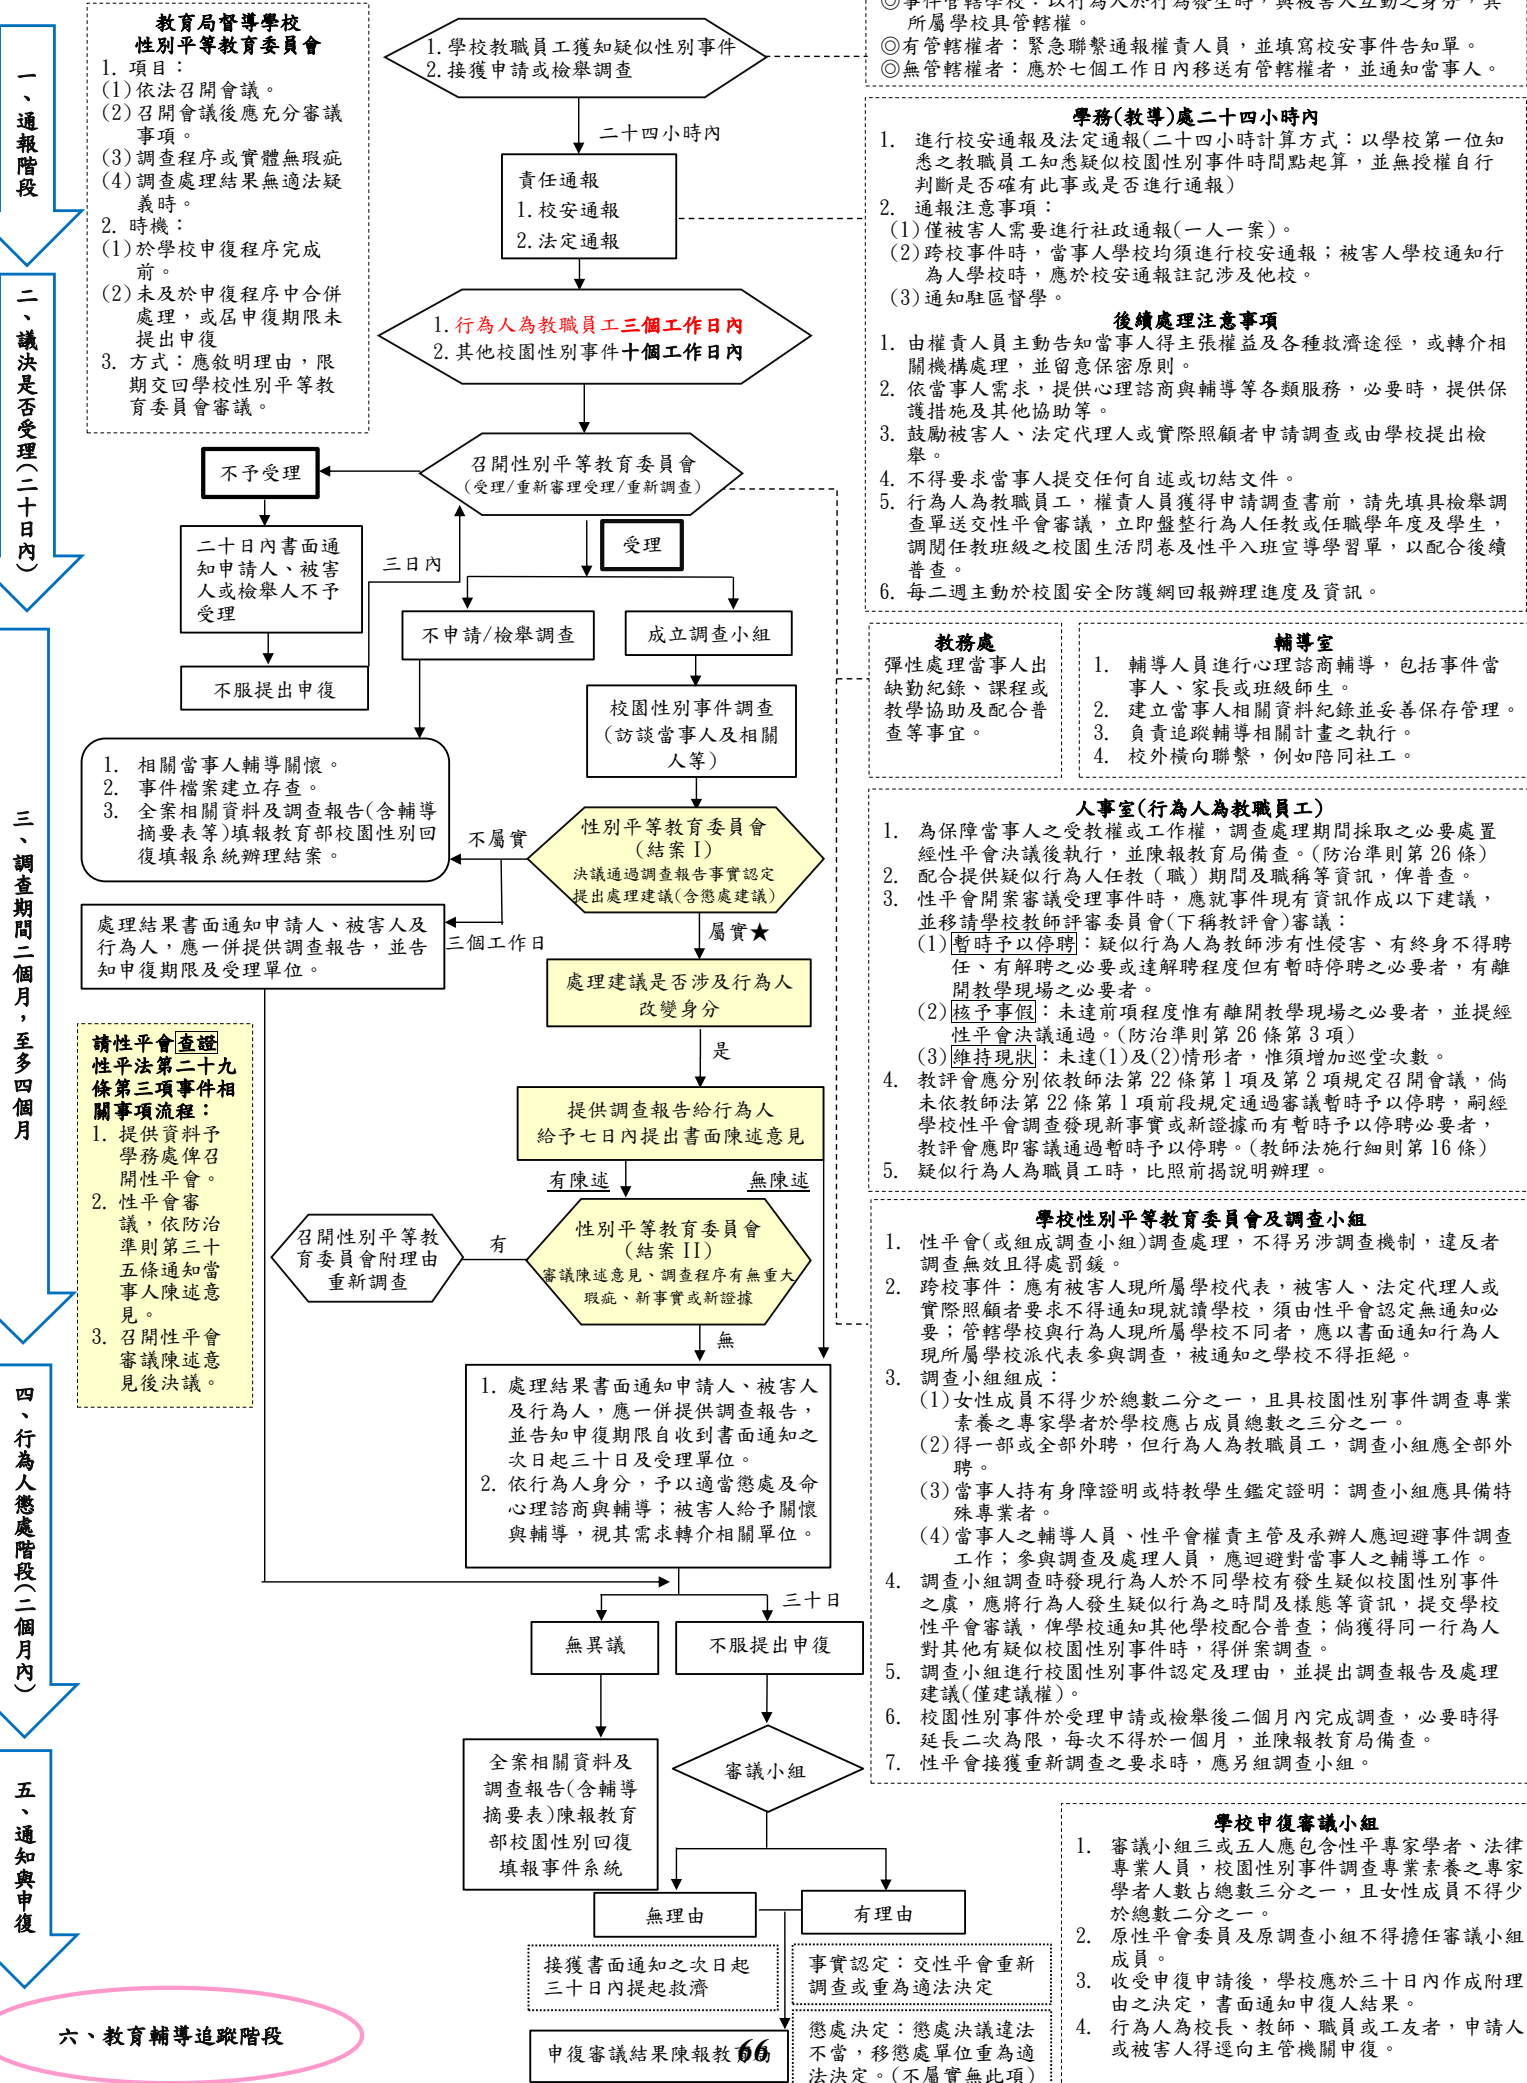 一、通報階段
二、議決是否受理(二十日內)
三、調查期間二個月，至多四個月
四、行為人懲處階段(二個月內)
五、通知與申復
六、教育輔導追蹤階段
教育局督導學校
性別平等教育委員會
1. 項目：
(1)依法召開會議。
(2)召開會議後應充分審議
事項。
(3)調查程序或實體無瑕疵
(4)調查處理結果無適法疑
義時。
2. 時機：
(1)於學校申復程序完成
前。
(2)未及於申復程序中合併
處理，或屆申復期限未
提出申復
3. 方式：應敘明理由，限
期交回學校性別平等教
育委員會審議。
1.學校教職員工獲知疑似性別事件
2.接獲申請或檢舉調查
二十四小時內
責任通報
1.校安通報
2.法定通報
1.行為人為教職員工三個工作日內
2.其他校園性別事件十個工作日內
召開性別平等教育委員會
(受理/重新審理受理/重新調查)
不予受理
受理
二十日內書面通
知申請人、被害
人或檢舉人不予
受理
三日內
不服提出申復
不申請/檢舉調查
成立調查小組
校園性別事件調查
(訪談當事人及相關
人等)
1. 相關當事人輔導關懷。
2. 事件檔案建立存查。
3. 全案相關資料及調查報告(含輔導
摘要表等)填報教育部校園性別回
復填報系統辦理結案。
不屬實
性別平等教育委員會
(結案 I)
決議通過調查報告事實認定
提出處理建議(含懲處建議)
處理結果書面通知申請人、被害人及
行為人，應一併提供調查報告，並告
知申復期限及受理單位。
三個工作日
屬實★
處理建議是否涉及行為人
改變身分
是
請性平會查證
性平法第二十九
條第三項事件相
關事項流程：
1. 提供資料予
學務處俾召
開性平會。
2. 性平會審
議，依防治
準則第三十
五條通知當
事人陳述意
見。
3. 召開性平會
審議陳述意
見後決議。
提供調查報告給行為人
給予七日內提出書面陳述意見
有陳述
無陳述
召開性別平等教
育委員會附理由
重新調查
有
性別平等教育委員會
(結案 II)
審議陳述意見、調查程序有無重大
瑕疵、新事實或新證據
無
1. 處理結果書面通知申請人、被害人
及行為人，應一併提供調查報告，
並告知申復期限自收到書面通知之
次日起三十日及受理單位。
2. 依行為人身分，予以適當懲處及命
心理諮商與輔導；被害人給予關懷
與輔導，視其需求轉介相關單位。
三十日
無異議
不服提出申復
全案相關資料及
調查報告(含輔導
摘要表)陳報教育
部校園性別回復
填報事件系統
審議小組
無理由
有理由
接獲書面通知之次日起
三十日內提起救濟
事實認定：交性平會重新
調查或重為適法決定
申復審議結果陳報教育局
66
懲處決定：懲處決議違法
不當，移懲處單位重為適
法決定。(不屬實無此項)
◎事件管轄學校：以行為人於行為發生時，與被害人互動之身分，其
所屬學校具管轄權。
◎有管轄權者：緊急聯繫通報權責人員，並填寫校安事件告知單。
◎無管轄權者：應於七個工作日內移送有管轄權者，並通知當事人。
學務(教導)處二十四小時內
1. 進行校安通報及法定通報(二十四小時計算方式：以學校第一位知
悉之教職員工知悉疑似校園性別事件時間點起算，並無授權自行
判斷是否確有此事或是否進行通報)
2. 通報注意事項：
(1)僅被害人需要進行社政通報(一人一案)。
(2)跨校事件時，當事人學校均須進行校安通報；被害人學校通知行
為人學校時，應於校安通報註記涉及他校。
(3)通知駐區督學。
後續處理注意事項
1. 由權責人員主動告知當事人得主張權益及各種救濟途徑，或轉介相
關機構處理，並留意保密原則。
2. 依當事人需求，提供心理諮商與輔導等各類服務，必要時，提供保
護措施及其他協助等。
3. 鼓勵被害人、法定代理人或實際照顧者申請調查或由學校提出檢
舉。
4. 不得要求當事人提交任何自述或切結文件。
5. 行為人為教職員工，權責人員獲得申請調查書前，請先填具檢舉調
查單送交性平會審議，立即盤整行為人任教或任職學年度及學生，
調閱任教班級之校園生活問卷及性平入班宣導學習單，以配合後續
普查。
6. 每二週主動於校園安全防護網回報辦理進度及資訊。
教務處
彈性處理當事人出
缺勤紀錄、課程或
教學協助及配合普
查等事宜。
輔導室
1. 輔導人員進行心理諮商輔導，包括事件當
事人、家長或班級師生。
2. 建立當事人相關資料紀錄並妥善保存管理。
3. 負責追蹤輔導相關計畫之執行。
4. 校外橫向聯繫，例如陪同社工。
人事室(行為人為教職員工)
1. 為保障當事人之受教權或工作權，調查處理期間採取之必要處置
經性平會決議後執行，並陳報教育局備查。(防治準則第 26 條)
2. 配合提供疑似行為人任教（職）期間及職稱等資訊，俾普查。
3. 性平會開案審議受理事件時，應就事件現有資訊作成以下建議，
並移請學校教師評審委員會(下稱教評會)審議：
(1)暫時予以停聘：疑似行為人為教師涉有性侵害、有終身不得聘
任、有解聘之必要或達解聘程度但有暫時停聘之必要者，有離
開教學現場之必要者。
(2)核予事假：未達前項程度惟有離開教學現場之必要者，並提經
性平會決議通過。(防治準則第 26 條第 3 項)
(3)維持現狀：未達(1)及(2)情形者，惟須增加巡堂次數。
4. 教評會應分別依教師法第 22 條第 1 項及第 2 項規定召開會議，倘
未依教師法第 22 條第 1 項前段規定通過審議暫時予以停聘，嗣經
學校性平會調查發現新事實或新證據而有暫時予以停聘必要者，
教評會應即審議通過暫時予以停聘。(教師法施行細則第 16 條)
5. 疑似行為人為職員工時，比照前揭說明辦理。
學校性別平等教育委員會及調查小組
1. 性平會(或組成調查小組)調查處理，不得另涉調查機制，違反者
調查無效且得處罰鍰。
2. 跨校事件：應有被害人現所屬學校代表，被害人、法定代理人或
實際照顧者要求不得通知現就讀學校，須由性平會認定無通知必
要；管轄學校與行為人現所屬學校不同者，應以書面通知行為人
現所屬學校派代表參與調查，被通知之學校不得拒絕。
3. 調查小組組成：
(1)女性成員不得少於總數二分之一，且具校園性別事件調查專業
素養之專家學者於學校應占成員總數之三分之一。
(2)得一部或全部外聘，但行為人為教職員工，調查小組應全部外
聘。
(3)當事人持有身障證明或特教學生鑑定證明：調查小組應具備特
殊專業者。
(4)當事人之輔導人員、性平會權責主管及承辦人應迴避事件調查
工作；參與調查及處理人員，應迴避對當事人之輔導工作。
4. 調查小組調查時發現行為人於不同學校有發生疑似校園性別事件
之虞，應將行為人發生疑似行為之時間及樣態等資訊，提交學校
性平會審議，俾學校通知其他學校配合普查；倘獲得同一行為人
對其他有疑似校園性別事件時，得併案調查。
5. 調查小組進行校園性別事件認定及理由，並提出調查報告及處理
建議(僅建議權)。
6. 校園性別事件於受理申請或檢舉後二個月內完成調查，必要時得
延長二次為限，每次不得於一個月，並陳報教育局備查。
7. 性平會接獲重新調查之要求時，應另組調查小組。
學校申復審議小組
1. 審議小組三或五人應包含性平專家學者、法律
專業人員，校園性別事件調查專業素養之專家
學者人數占總數三分之一，且女性成員不得少
於總數二分之一。
2. 原性平會委員及原調查小組不得擔任審議小組
成員。
3. 收受申復申請後，學校應於三十日內作成附理
由之決定，書面通知申復人結果。
4. 行為人為校長、教師、職員或工友者，申請人
或被害人得逕向主管機關申復。